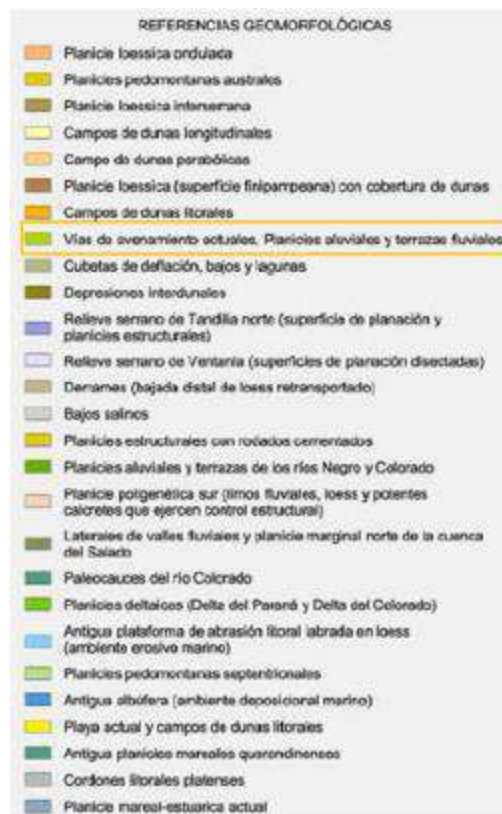 REFERENCIAS GEOMORFOLÓGICAS
Planicie loessica ondulada
Planicies pedomontanas australes
Planicie loessica interserrana
Campos de dunas longitudinales
Campo de dunas parabólicas
Planicie loessica (superficie finipampeana) con cobertura de dunas
Campos de dunas litorales
Vías de avenamiento actuales. Planicies aluviales y terrazas fluviales
Cubetas de deflación, bajos y lagunas
Depresiones interdunales
Relieve serrano de Tandilia norte (superficie de planación y
planicies estructurales)
Relieve serrano de Ventania (superficies de planación disectadas)
Derrames (bajada distal de loess retransportado)
Bajos salinos
Planicies estructurales con rodados cementados
Planicies aluviales y terrazas de los ríos Negro y Colorado
Planicie poligenética sur (limos fluviales, loess y potentes
calcretes que ejercen control estructural)
Laterales de valles fluviales y planicie marginal norte de la cuenca
del Salado
Paleocauces del río Colorado
Planicies deltaicas (Delta del Paraná y Delta del Colorado)
Antigua plataforma de abrasión litoral labrada en loess
(ambiente erosivo marino)
Planicies pedomontanas septentrionales
Antigua albúfera (ambiente deposicional marino)
Playa actual y campos de dunas litorales
Antigua planicies mareales querandinenses
Cordones litorales platenses
Planicie mareal-estuarica actual